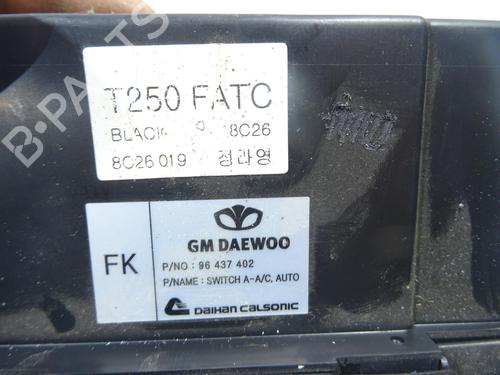 B-PARTS
T250 FATC
BLACK 8C26
8C26 019 정라영
FK
GM DAEWOO
P/NO : 96 437 402
P/NAME : SWITCH A-A/C, AUTO
DAIHAN CALSONIC